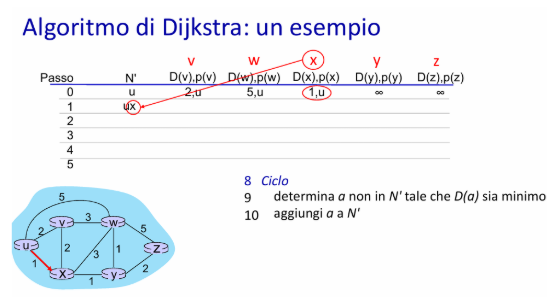 Algoritmo di Dijkstra: un esempio
v w x y z
Passo N' D(v),p(v) D(w),p(w) D(x),p(x) D(y),p(y) D(z),p(z)
0 u 2,u 5,u 1,u ∞ ∞
1 ux
2
3
4
5
8 Ciclo
9 determina a non in N' tale che D(a) sia minimo
10 aggiungi a a N'
5
v 3 w 5
2
u 2 3 1 z
1 2
x 1 y